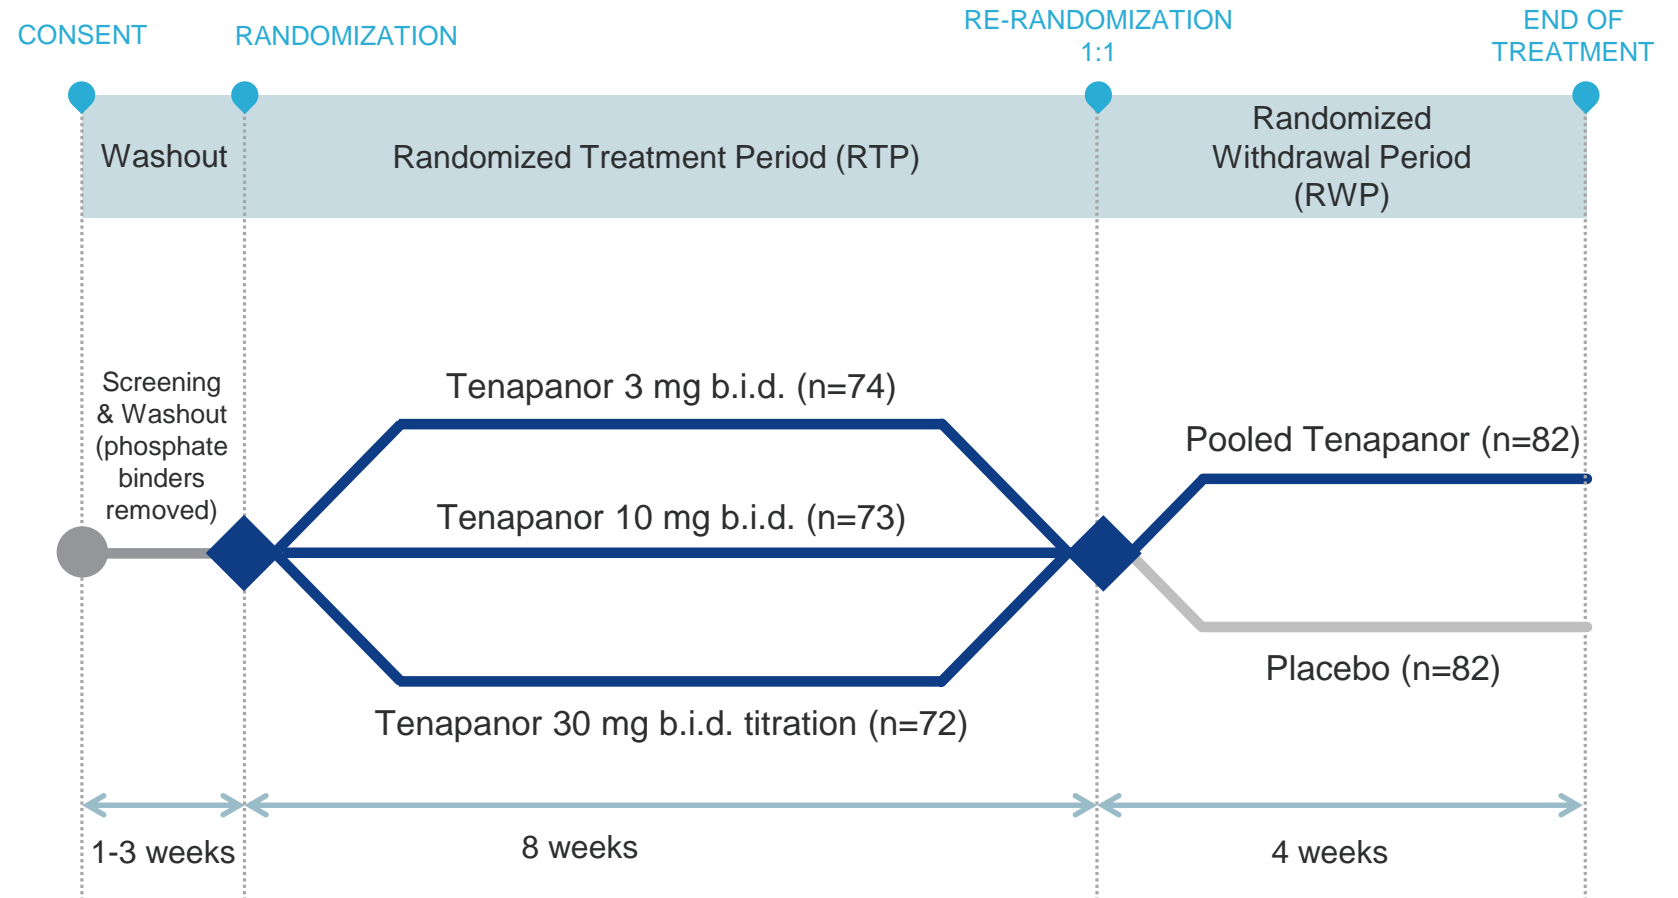 CONSENT
RANDOMIZATION
RE-RANDOMIZATION
1:1
END OF
TREATMENT
Washout
Randomized Treatment Period (RTP)
Randomized
Withdrawal Period
(RWP)
Screening
& Washout
(phosphate
binders
removed)
Tenapanor 3 mg b.i.d. (n=74)
Tenapanor 10 mg b.i.d. (n=73)
Tenapanor 30 mg b.i.d. titration (n=72)
Pooled Tenapanor (n=82)
Placebo (n=82)
1-3 weeks
8 weeks
4 weeks